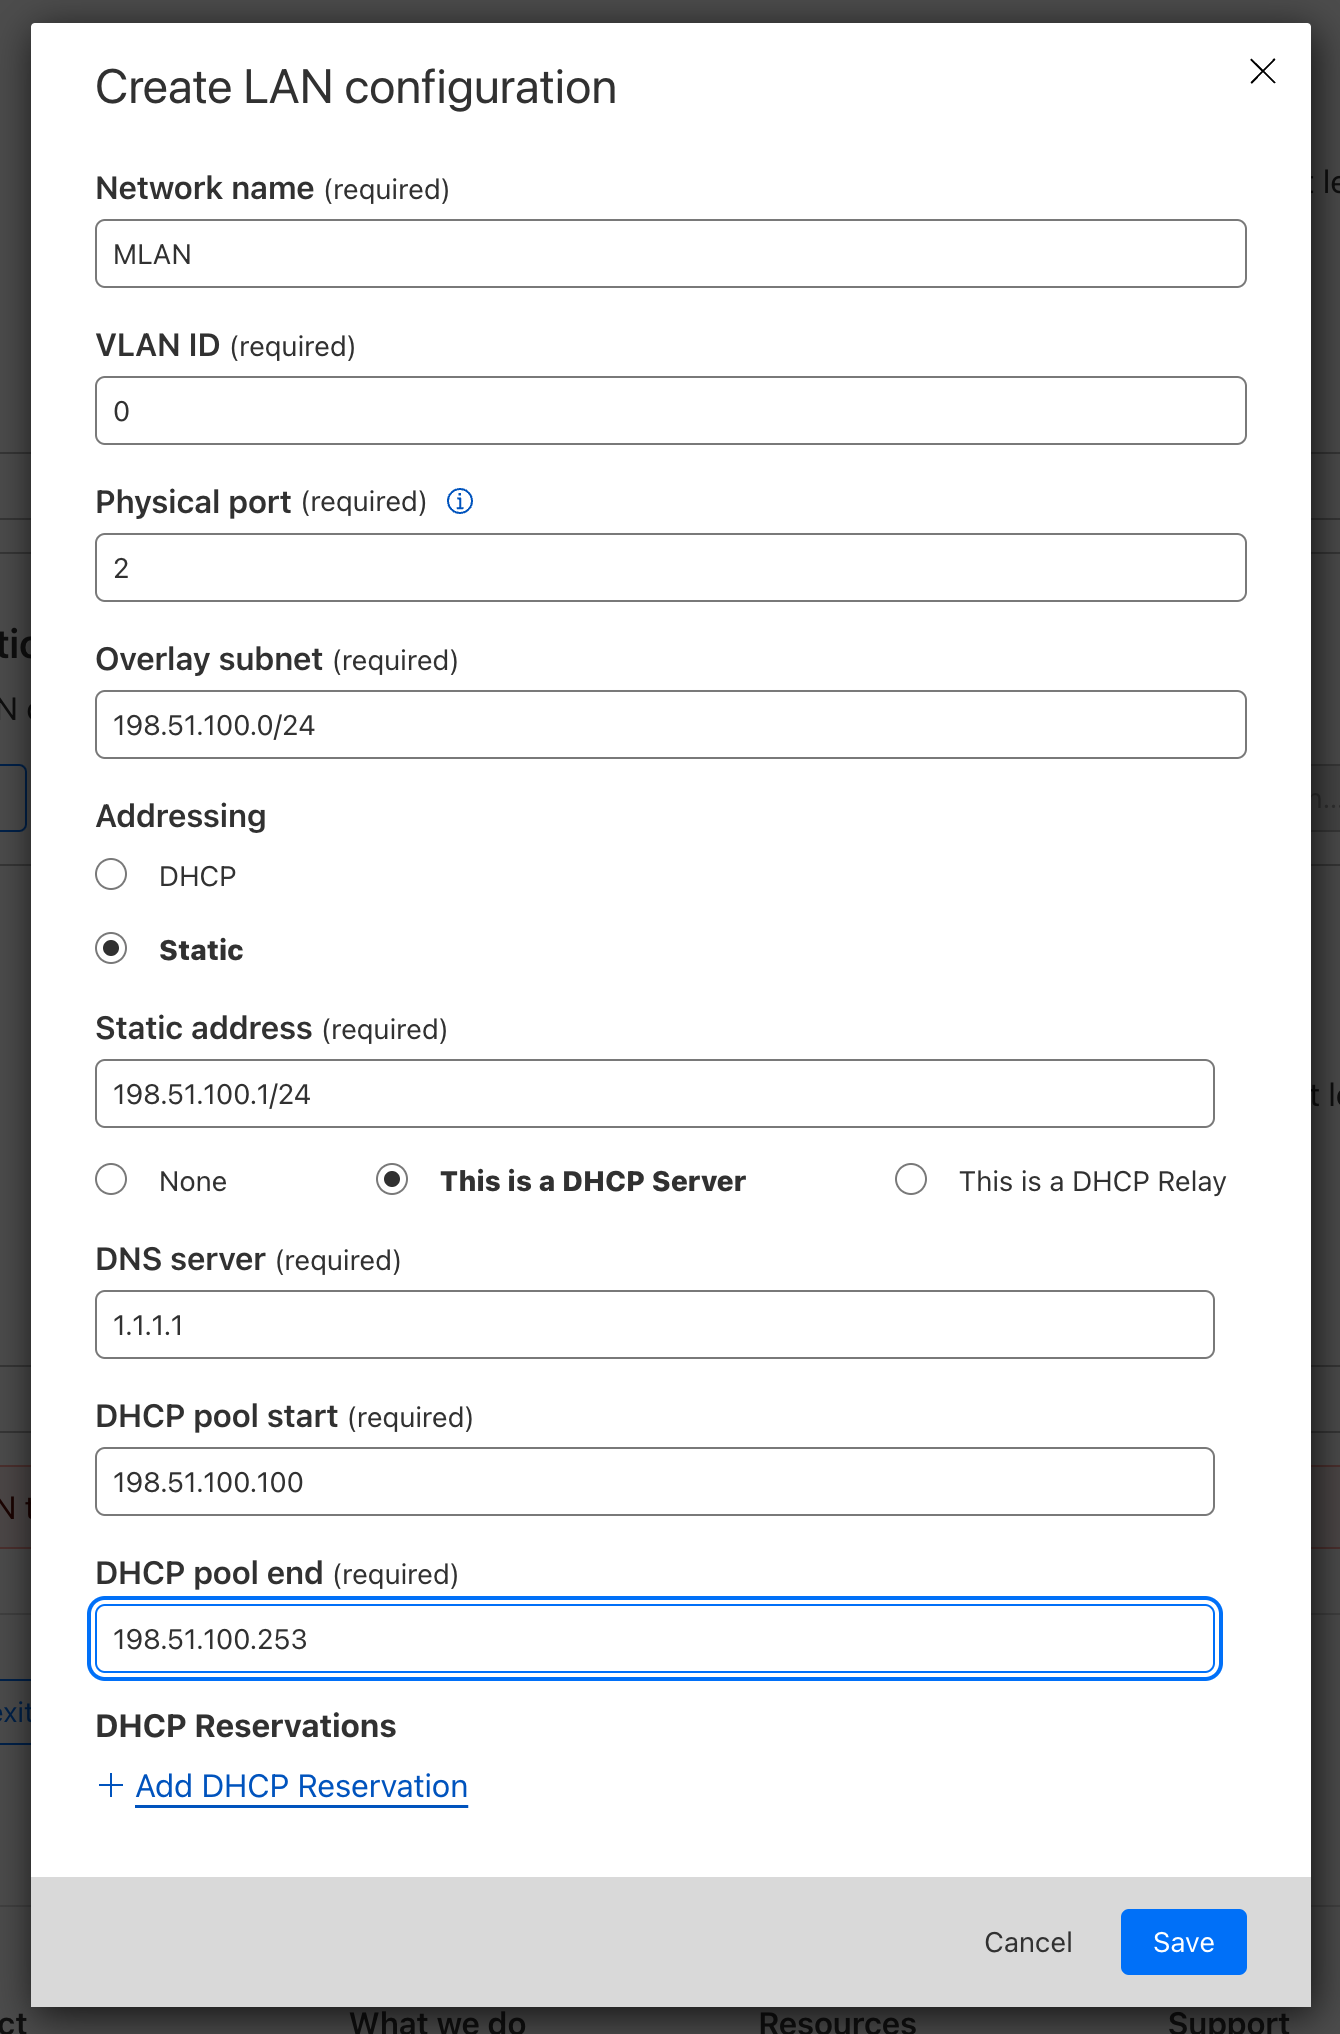 Create LAN configuration
Network name (required)
MLAN
VLAN ID (required)
0
Physical port (required)
2
Overlay subnet (required)
198.51.100.0/24
Addressing
DHCP
Static
Static address (required)
198.51.100.1/24
None This is a DHCP Server This is a DHCP Relay
DNS server (required)
1.1.1.1
DHCP pool start (required)
198.51.100.100
DHCP pool end (required)
198.51.100.253
DHCP Reservations
+ Add DHCP Reservation
Cancel Save
What we do Resources Support